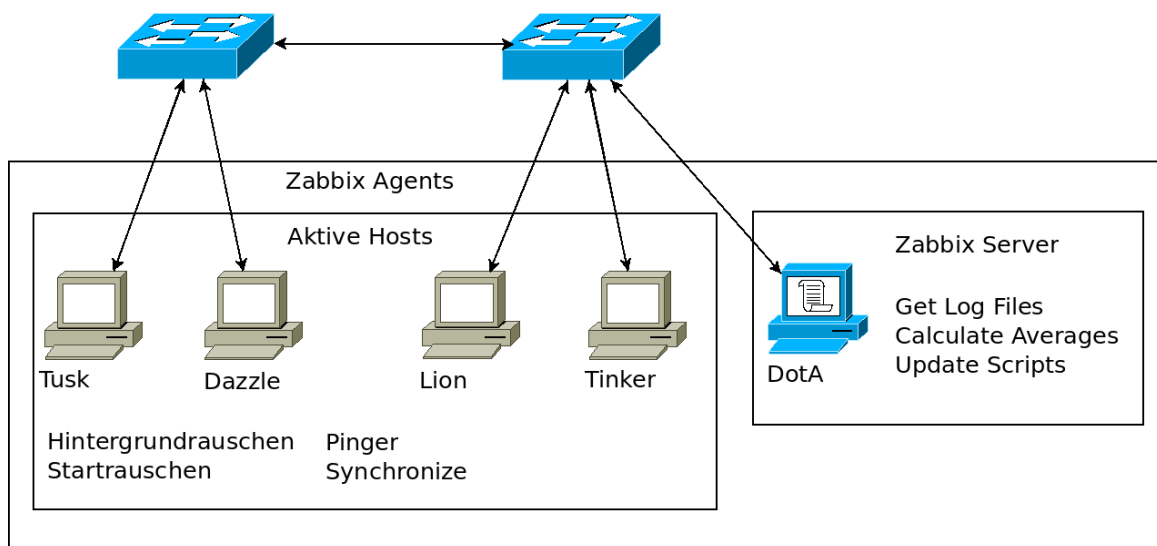 Zabbix Agents
Aktive Hosts
Zabbix Server
Get Log Files
Calculate Averages
Update Scripts
Tusk
Dazzle
Lion
Tinker
DotA
Hintergrundrauschen
Startrauschen
Pinger
Synchronize